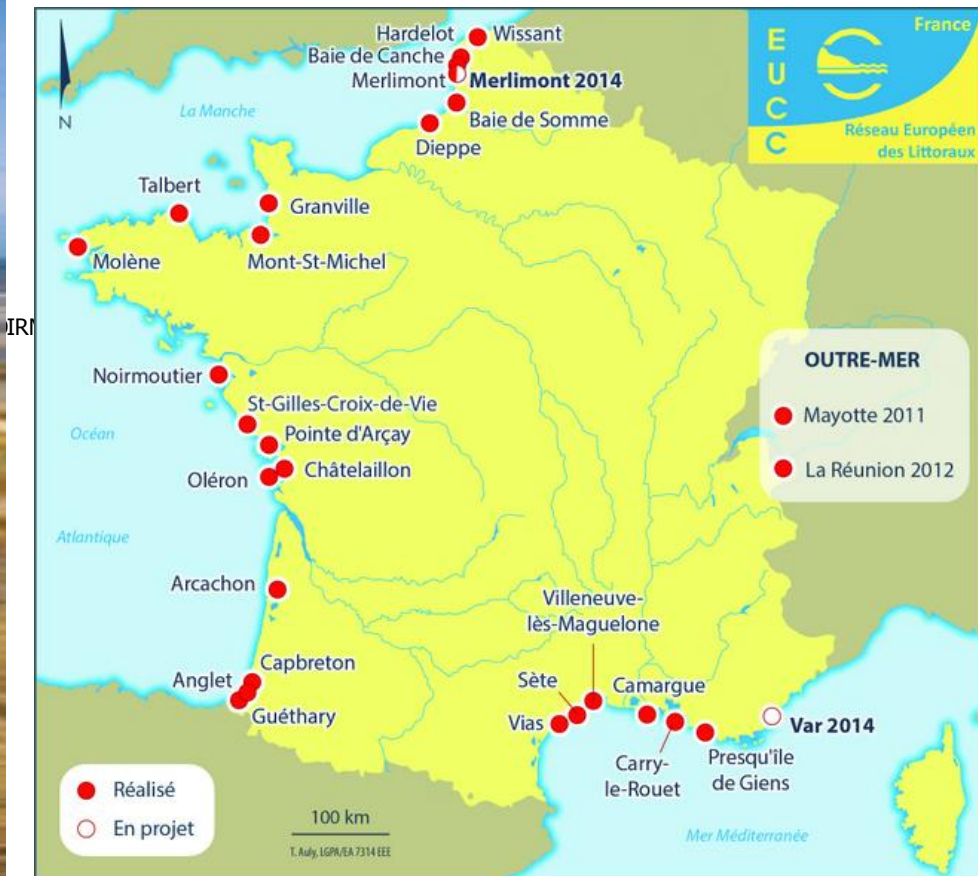 Hardelot
Wissant
Baie de Canche
Merlimont
Merlimont 2014
Baie de Somme
Dieppe
EUCC
France
Réseau Européen
des Littoraux
La Manche
N
Talbert
Granville
Molène
Mont-St-Michel
Noirmoutier
St-Gilles-Croix-de-Vie
Pointe d'Arçay
Châtelaillon
Oléron
Océan
Atlantique
OUTRE-MER
Mayotte 2011
La Réunion 2012
Arcachon
Villeneuve-
lès-Maguelone
Capbreton
Anglet
Guéthary
Sète
Camargue
Vias
Var 2014
Carry-
le-Rouet
Presqu'île
de Giens
Réalisé
En projet
100 km
T. Auly, LGPA/EA 7314 EEE
Mer Méditerranée